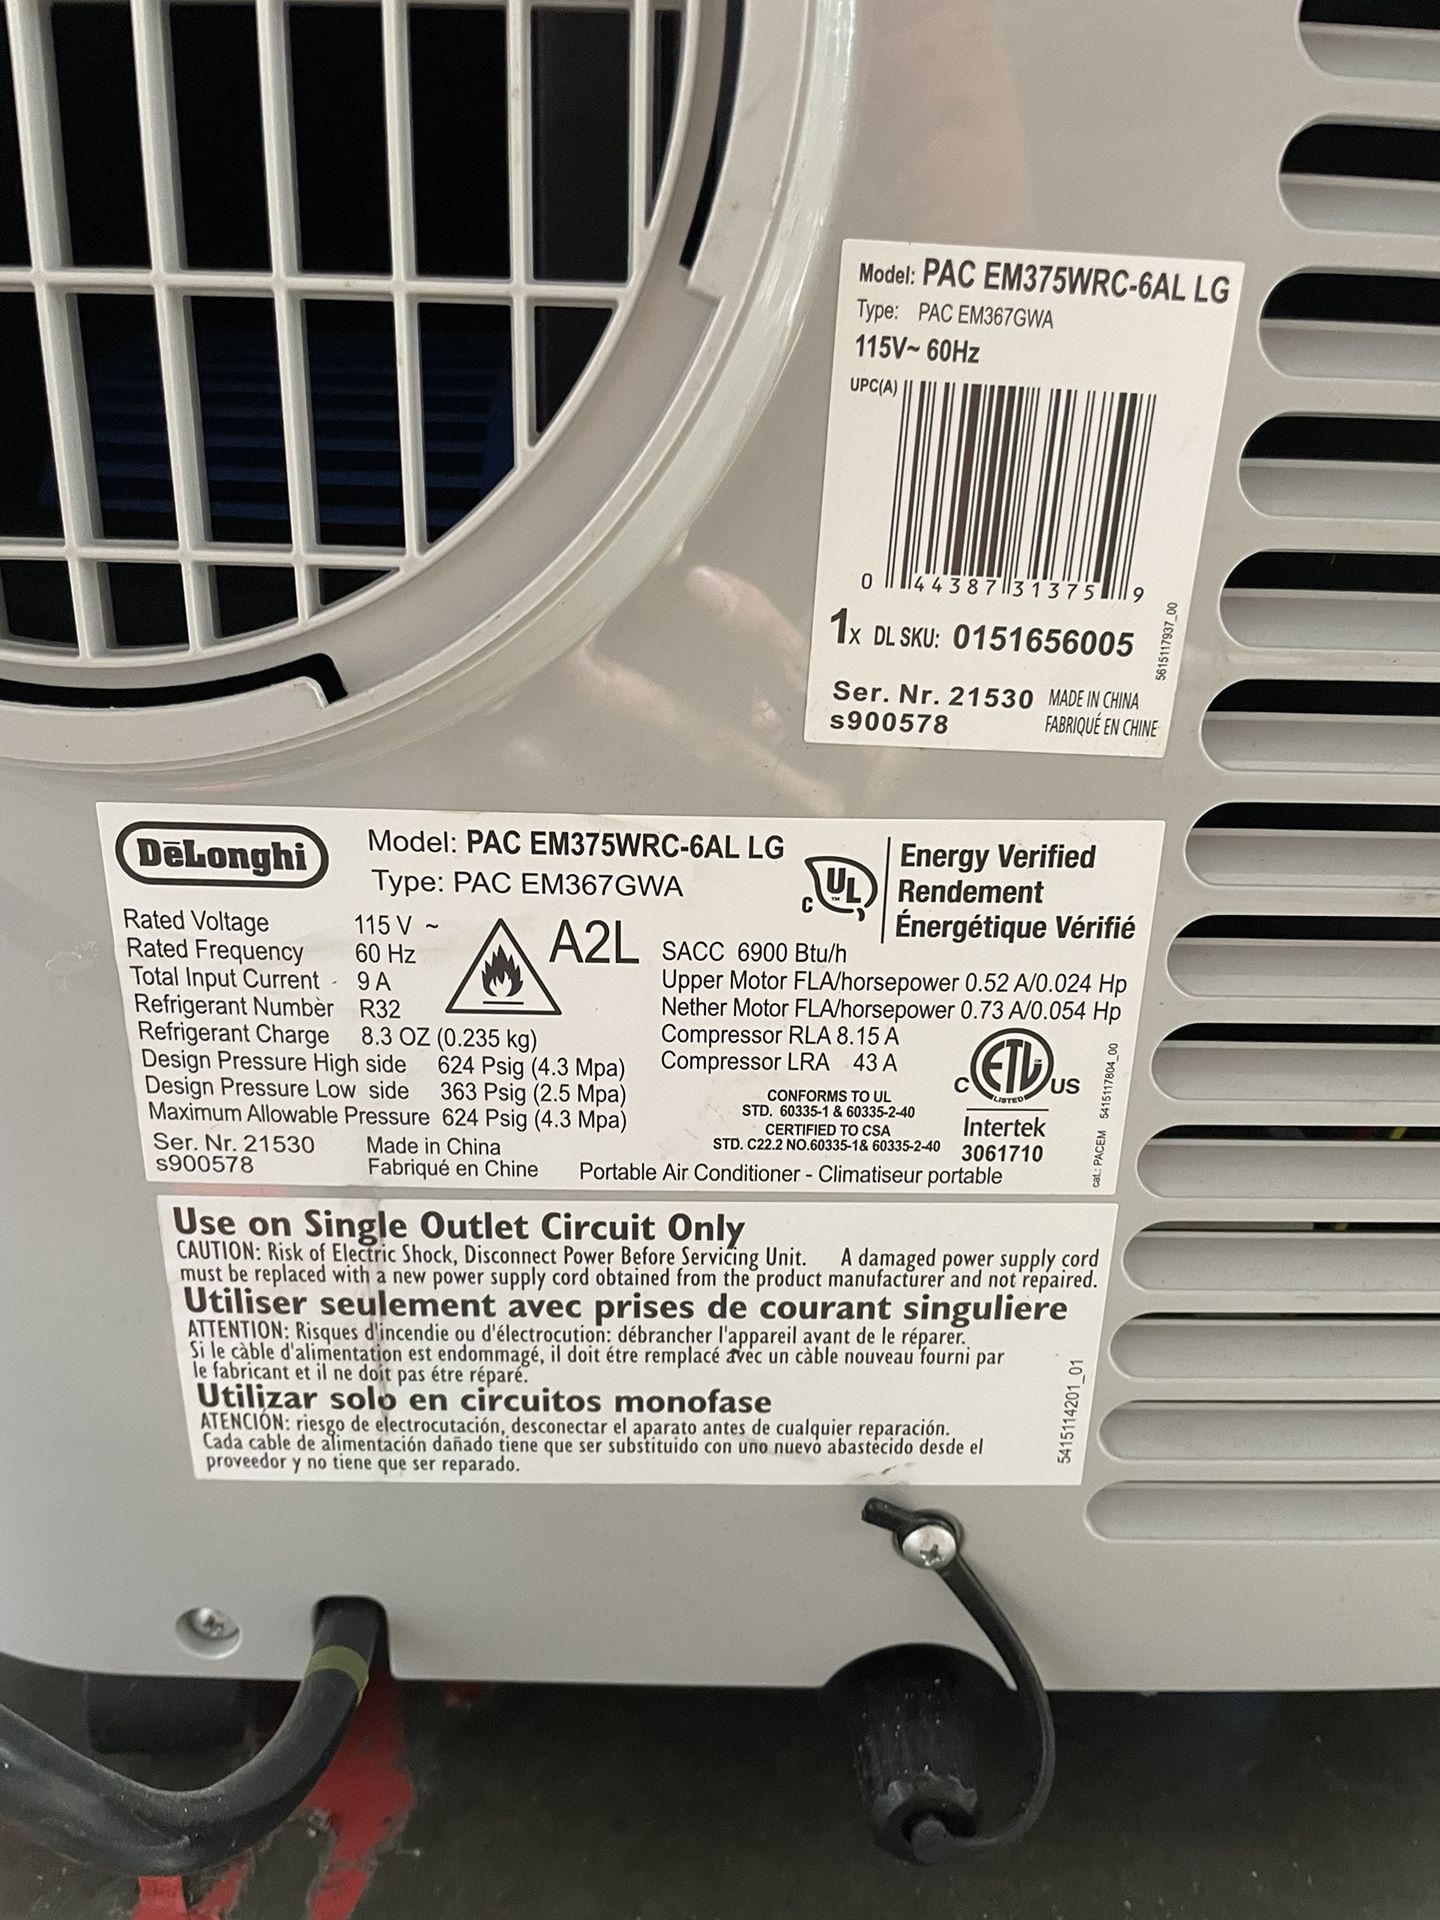 Model: PAC EM375WRC-6AL LG
Type: PAC EM367GWA
115V~ 60Hz
UPC(A)
0 44387 31375 9
1x DL SKU: 0151656005
5615117937_00
Ser. Nr. 21530 MADE IN CHINA
s900578 FABRIQUÉ EN CHINE
DēLonghi
Model: PAC EM375WRC-6AL LG
Type: PAC EM367GWA
C UL
Energy Verified
Rendement
Énergétique Vérifié
Rated Voltage 115 V ~
Rated Frequency 60 Hz
Total Input Current 9 A
Refrigerant Numbèr R32
Refrigerant Charge 8.3 OZ (0.235 kg)
Design Pressure High side 624 Psig (4.3 Mpa)
Design Pressure Low side 363 Psig (2.5 Mpa)
Maximum Allowable Pressure 624 Psig (4.3 Mpa)
Ser. Nr. 21530 Made in China
s900578 Fabriqué en Chine
A2L
SACC 6900 Btu/h
Upper Motor FLA/horsepower 0.52 A/0.024 Hp
Nether Motor FLA/horsepower 0.73 A/0.054 Hp
Compressor RLA 8.15 A
Compressor LRA 43 A
CONFORMS TO UL
STD. 60335-1 & 60335-2-40
CERTIFIED TO CSA
STD. C22.2 NO.60335-1& 60335-2-40
C ETL US
LISTED
Intertek
3061710
cat.: PACEM 5415117804_00
Portable Air Conditioner - Climatiseur portable
Use on Single Outlet Circuit Only
CAUTION: Risk of Electric Shock, Disconnect Power Before Servicing Unit. A damaged power supply cord
must be replaced with a new power supply cord obtained from the product manufacturer and not repaired.
Utiliser seulement avec prises de courant singuliere
ATTENTION: Risques d'incendie ou d'électrocution: débrancher l'appareil avant de le réparer.
Si le càble d'alimentation est endommagé, il doit étre remplacé avec un càble nouveau fourni par
le fabricant et il ne doit pas étre réparé.
Utilizar solo en circuitos monofase
ATENCIÓN: riesgo de electrocutación, desconectar el aparato antes de cualquier reparación.
Cada cable de alimentación dañado tiene que ser substituido con uno nuevo abastecido desde el
proveedor y no tiene que ser reparado.
5415114201_01